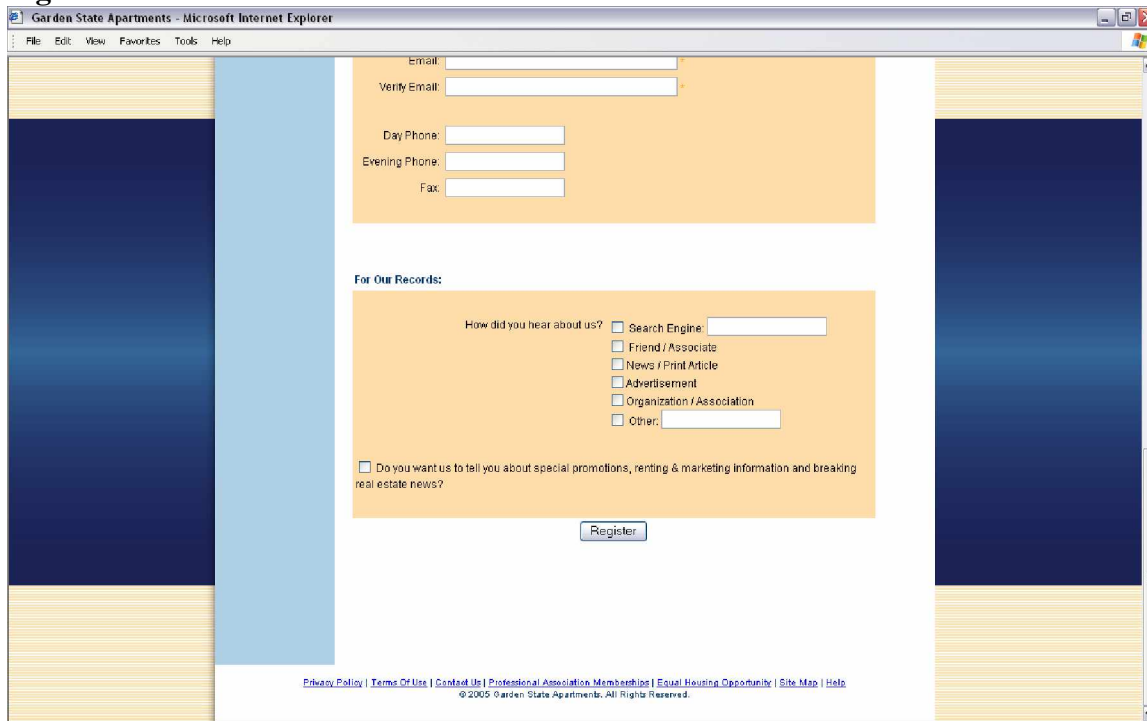 Garden State Apartments - Microsoft Internet Explorer
File Edit View Favorites Tools Help
Email: *
Verify Email: *
Day Phone:
Evening Phone:
Fax:
For Our Records:
How did you hear about us? Search Engine:
Friend / Associate
News / Print Article
Advertisement
Organization / Association
Other:
Do you want us to tell you about special promotions, renting & marketing information and breaking
real estate news?
Register
Privacy Policy | Terms Of Use | Contact Us | Professional Association Memberships | Equal Housing Opportunity | Site Map | Help
© 2005 Garden State Apartments. All Rights Reserved.